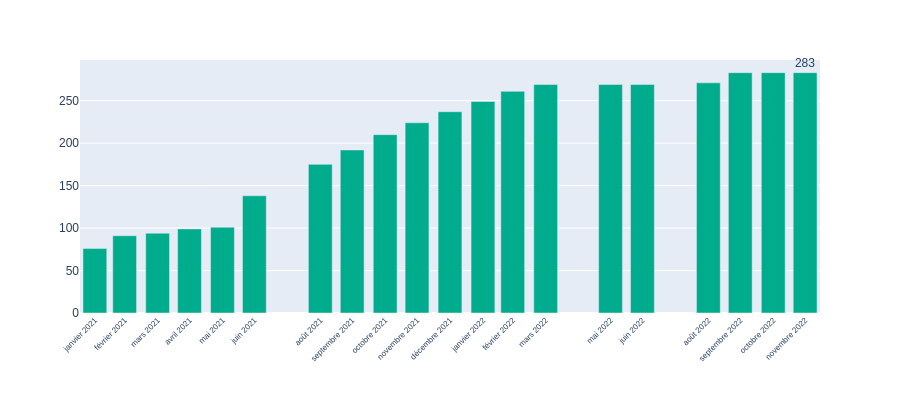 283
250
200
150
100
50
0
janvier 2021
février 2021
mars 2021
avril 2021
mai 2021
juin 2021
août 2021
septembre 2021
octobre 2021
novembre 2021
décembre 2021
janvier 2022
février 2022
mars 2022
mai 2022
juin 2022
août 2022
septembre 2022
octobre 2022
novembre 2022